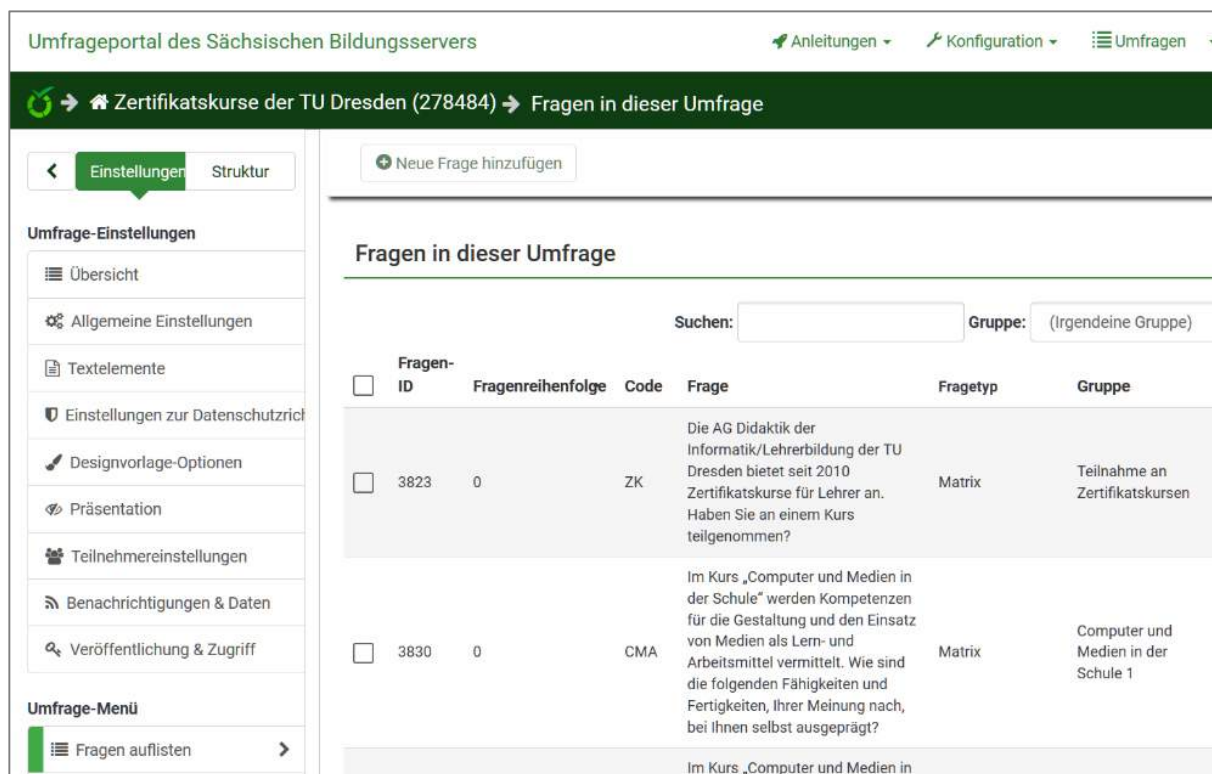 Umfrageportal des Sächsischen Bildungsservers
Anleitungen
Konfiguration
Umfragen
Zertifikatskurse der TU Dresden (278484)
Fragen in dieser Umfrage
Einstellungen
Struktur
Neue Frage hinzufügen
Umfrage-Einstellungen
Übersicht
Allgemeine Einstellungen
Textelemente
Einstellungen zur Datenschutzrich
Designvorlage-Optionen
Präsentation
Teilnehmereinstellungen
Benachrichtigungen & Daten
Veröffentlichung & Zugriff
Umfrage-Menü
Fragen auflisten
Fragen in dieser Umfrage
Suchen:
Gruppe: (Irgendeine Gruppe)
Fragen-
ID
Fragenreihenfolge
Code
Frage
Fragetyp
Gruppe
3823
0
ZK
Die AG Didaktik der
Informatik/Lehrerbildung der TU
Dresden bietet seit 2010
Zertifikatskurse für Lehrer an.
Haben Sie an einem Kurs
teilgenommen?
Matrix
Teilnahme an
Zertifikatskursen
3830
0
CMA
Im Kurs „Computer und Medien in
der Schule“ werden Kompetenzen
für die Gestaltung und den Einsatz
von Medien als Lern- und
Arbeitsmittel vermittelt. Wie sind
die folgenden Fähigkeiten und
Fertigkeiten, Ihrer Meinung nach,
bei Ihnen selbst ausgeprägt?
Matrix
Computer und
Medien in der
Schule 1
Im Kurs „Computer und Medien in